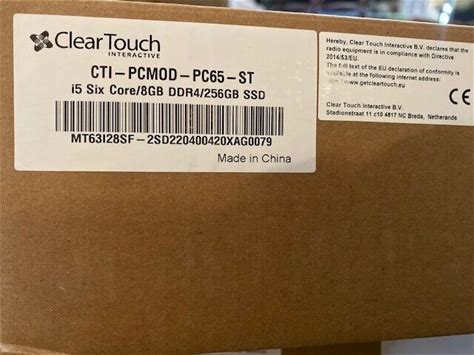 ClearTouch
INTERACTIVE
CTI-PCMOD-PC65-ST
i5 Six Core/8GB DDR4/256GB SSD
MT63I28SF-2SD220400420XAG0079
Made in China
Hereby, Clear Touch Interactive B.V. declares that the
radio equipment is in compliance with Directive
2014/53/EU.
The full text of the EU declaration of conformity is
available at the following internet address:
http://www.getcleartouch.eu
CE
Clear Touch Interactive B.V.
Stadionstraat 11 c10 4817 NC Breda, Netherands